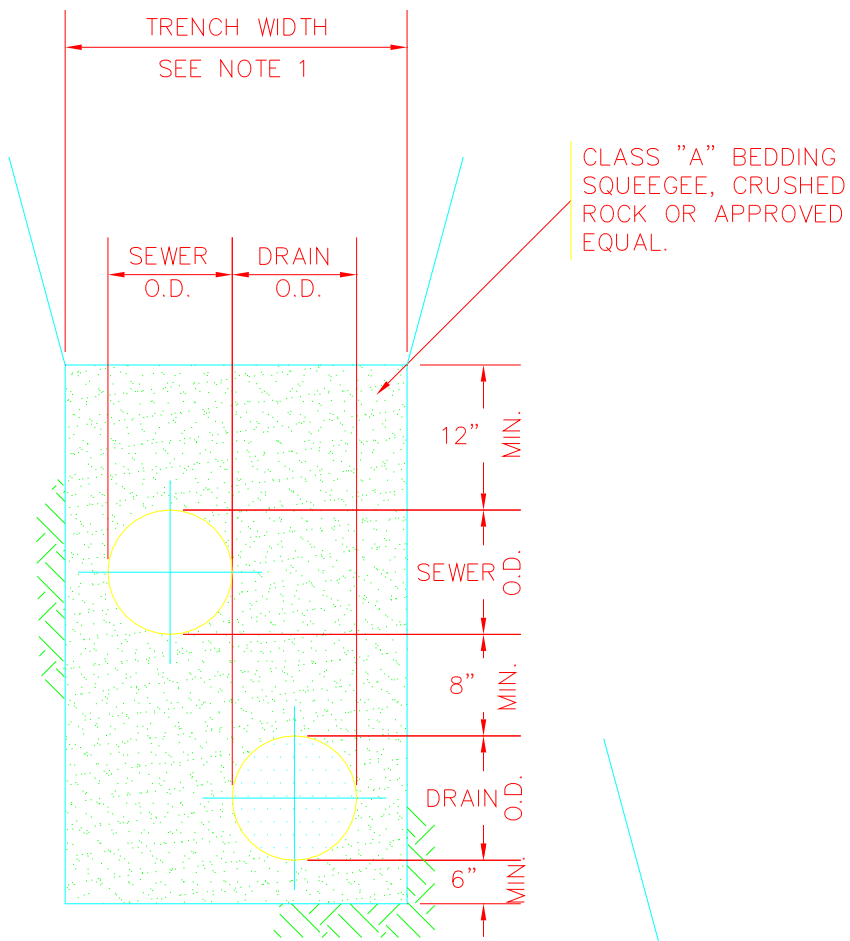 TRENCH WIDTH
SEE NOTE 1
CLASS ”A” BEDDING
SQUEEGEE, CRUSHED
ROCK OR APPROVED
EQUAL.
SEWER
O.D.
DRAIN
O.D.
12”
MIN.
SEWER
O.D.
8”
MIN.
DRAIN
O.D.
6”
MIN.